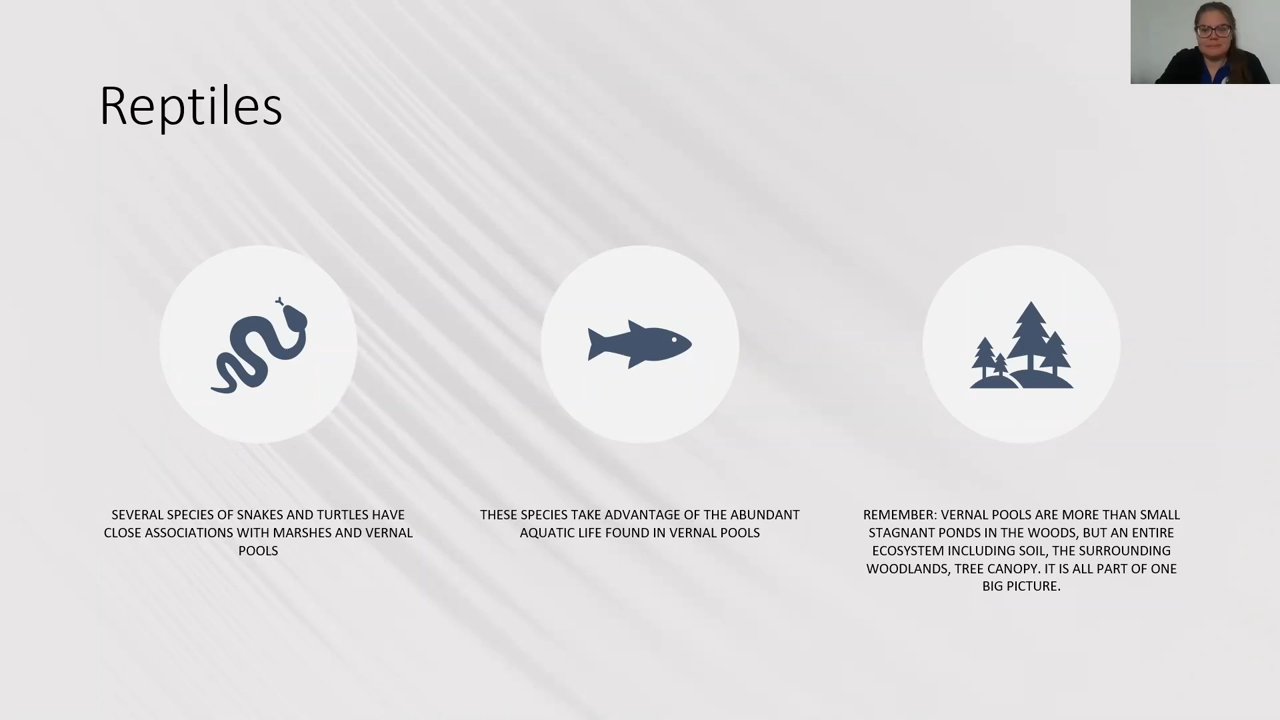 Reptiles
SEVERAL SPECIES OF SNAKES AND TURTLES HAVE
CLOSE ASSOCIATIONS WITH MARSHES AND VERNAL
POOLS
THESE SPECIES TAKE ADVANTAGE OF THE ABUNDANT
AQUATIC LIFE FOUND IN VERNAL POOLS
REMEMBER: VERNAL POOLS ARE MORE THAN SMALL
STAGNANT PONDS IN THE WOODS, BUT AN ENTIRE
ECOSYSTEM INCLUDING SOIL, THE SURROUNDING
WOODLANDS, TREE CANOPY. IT IS ALL PART OF ONE
BIG PICTURE.